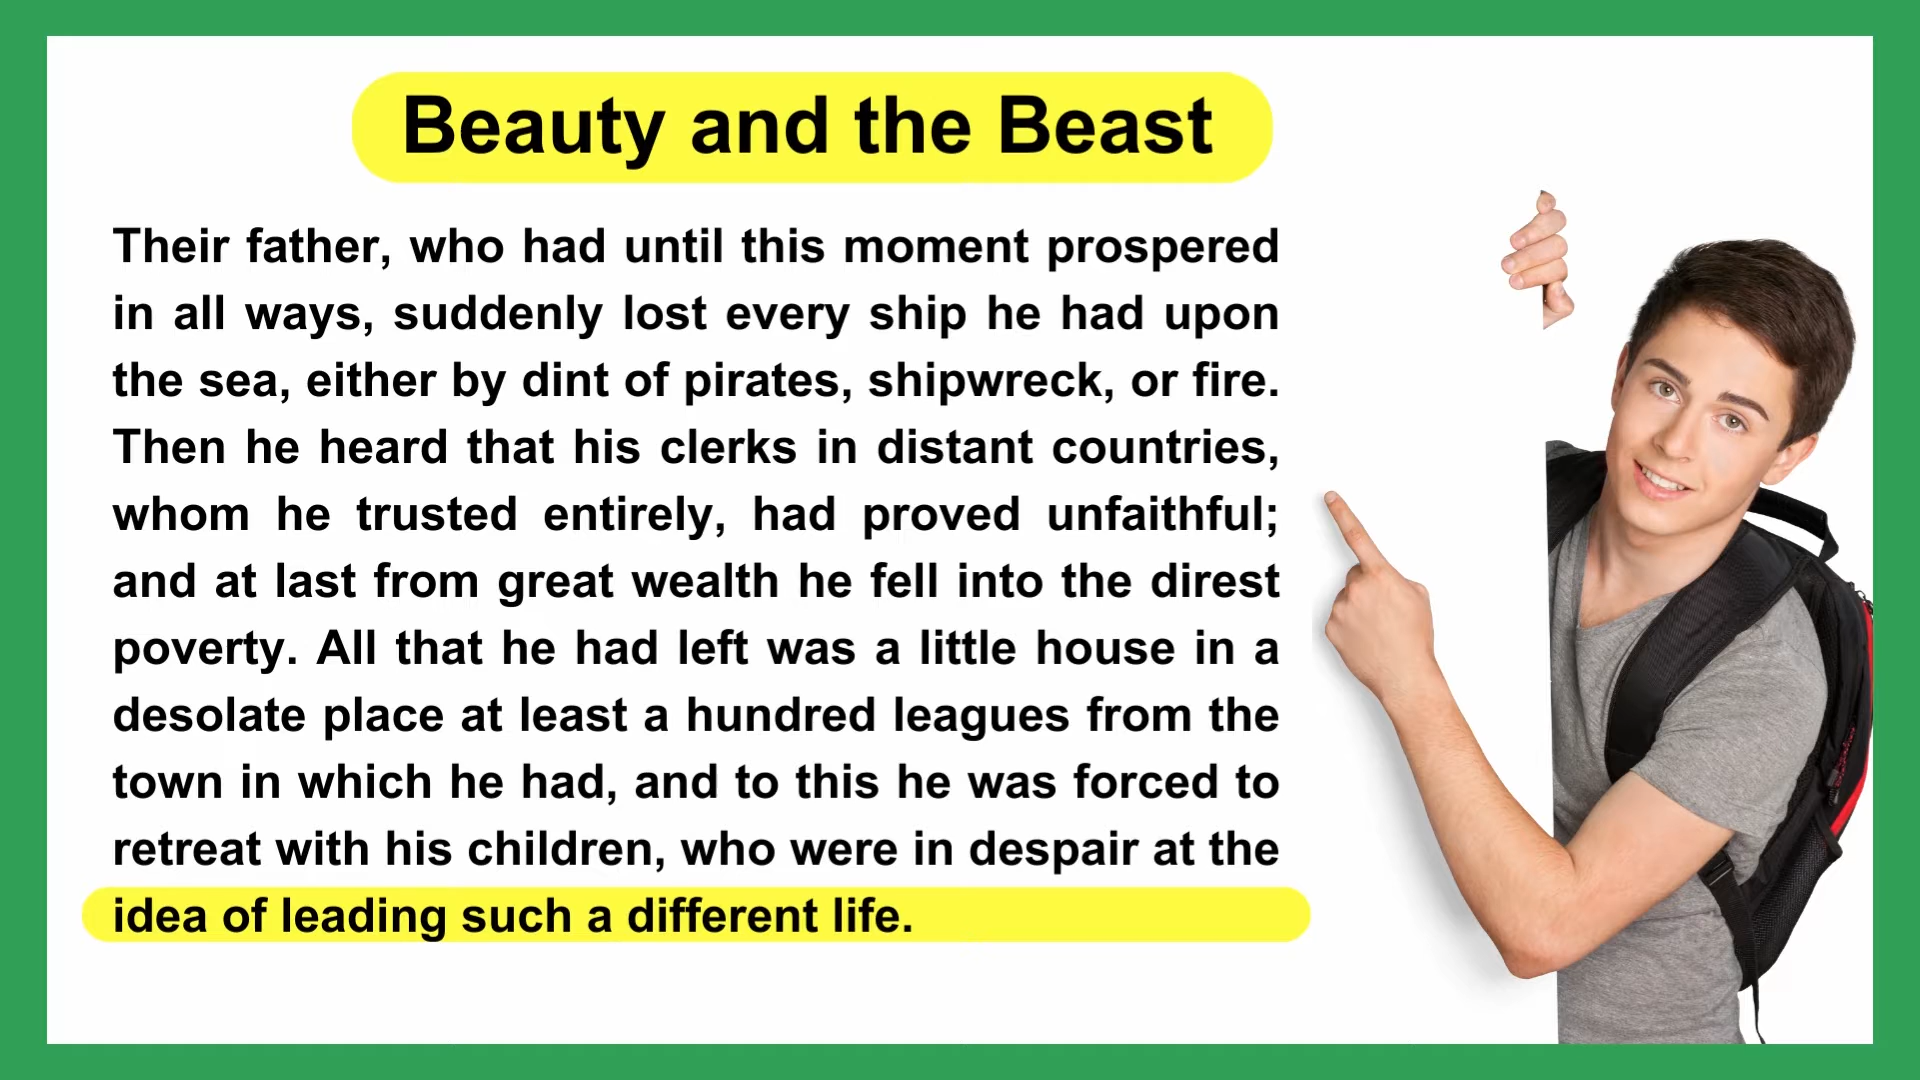 Beauty and the Beast
Their father, who had until this moment prospered
in all ways, suddenly lost every ship he had upon
the sea, either by dint of pirates, shipwreck, or fire.
Then he heard that his clerks in distant countries,
whom he trusted entirely, had proved unfaithful;
and at last from great wealth he fell into the direst
poverty. All that he had left was a little house in a
desolate place at least a hundred leagues from the
town in which he had, and to this he was forced to
retreat with his children, who were in despair at the
idea of leading such a different life.